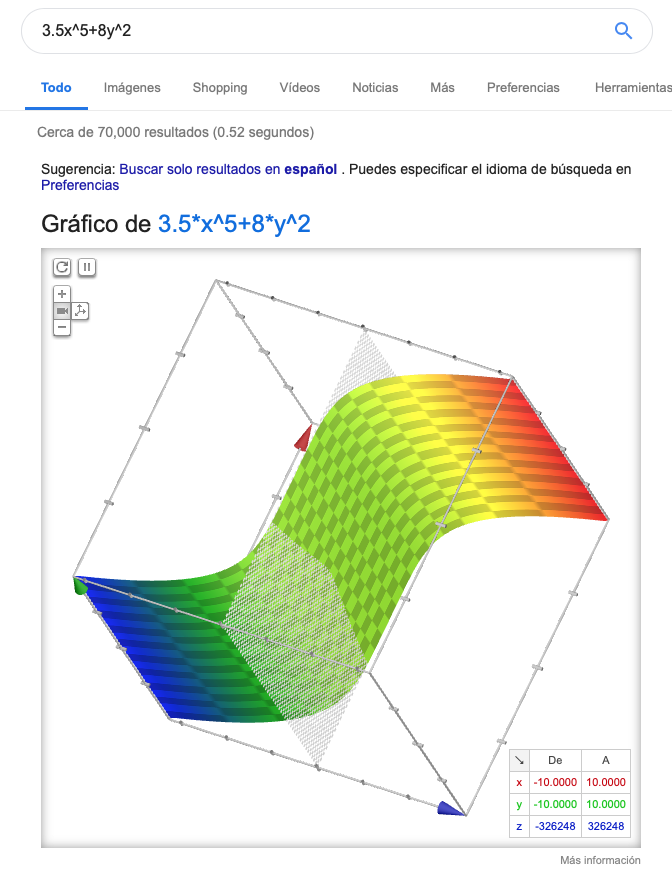 3.5x^5+8y^2
Todo Imágenes Shopping Vídeos Noticias Más Preferencias Herramientas
Cerca de 70,000 resultados (0.52 segundos)
Sugerencia: Buscar solo resultados en español . Puedes especificar el idioma de búsqueda en
Preferencias
Gráfico de 3.5*x^5+8*y^2
De A
x -10.0000 10.0000
y -10.0000 10.0000
z -326248 326248
Más información